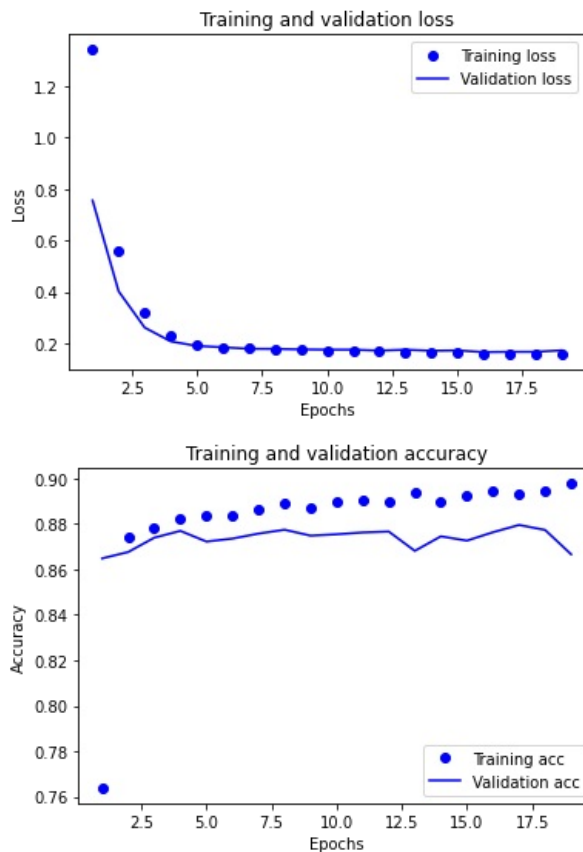 Training and validation loss
Training loss
Validation loss
1.2
1.0
0.8
0.6
0.4
0.2
Loss
2.5 5.0 7.5 10.0 12.5 15.0 17.5
Epochs
Training and validation accuracy
0.90
0.88
0.86
0.84
0.82
0.80
0.78
0.76
Accuracy
Training acc
Validation acc
2.5 5.0 7.5 10.0 12.5 15.0 17.5
Epochs